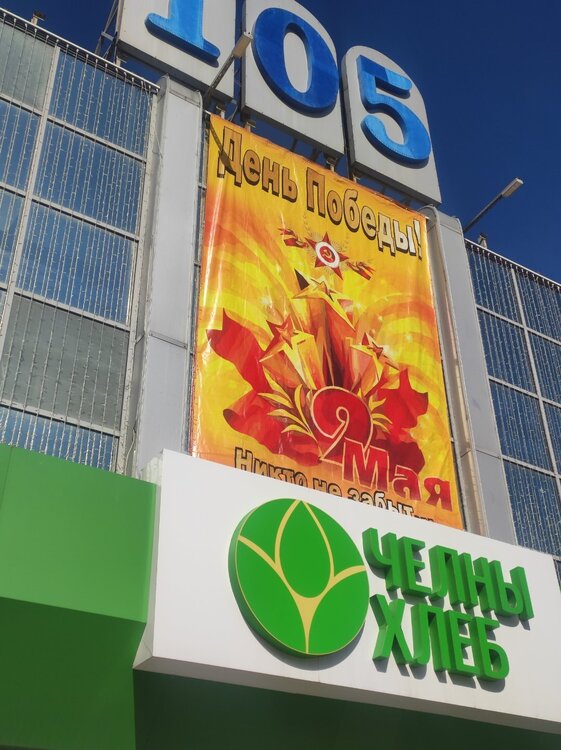 105
День Победы!
9
Мая
Никто не забыт
ЧЕЛНЫ
ХЛЕБ